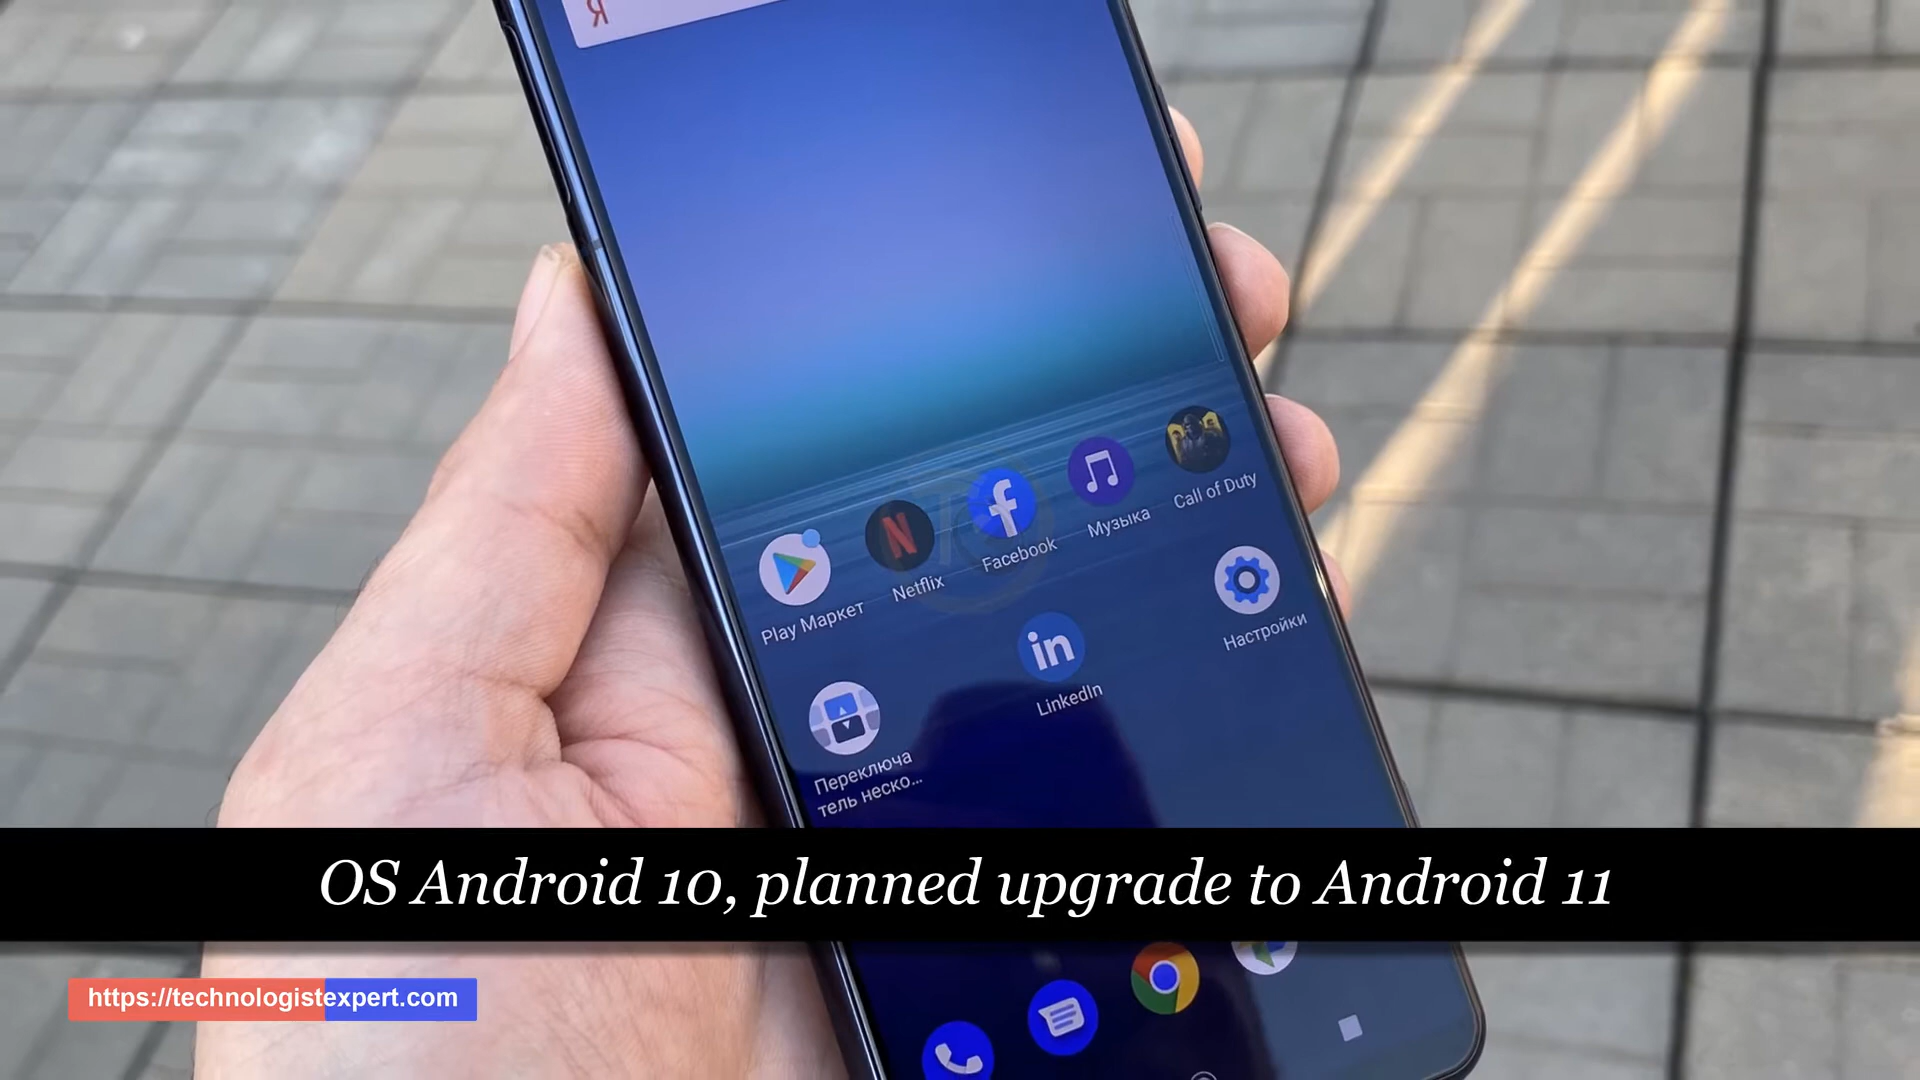 Я
Call of Duty
Музыка
Facebook
Netflix
Play Маркет
Настройки
in
LinkedIn
Переключа
тель неско...
OS Android 10, planned upgrade to Android 11
https://technologistexpert.com